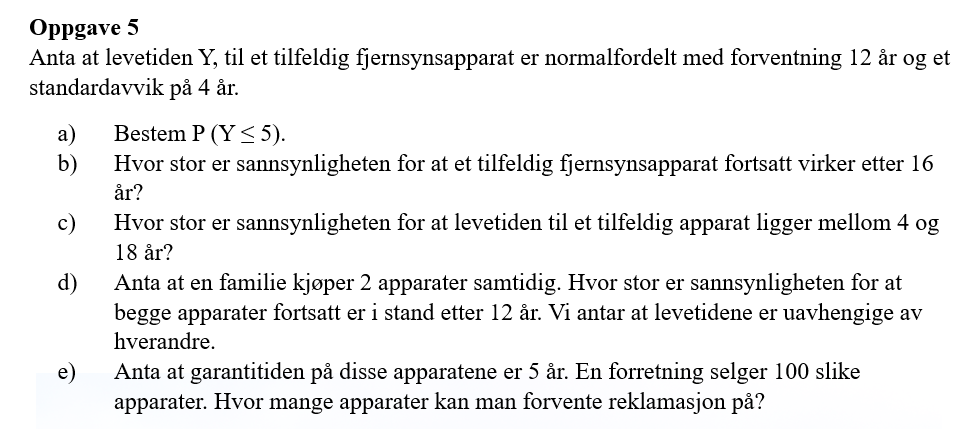 Oppgave 5
Anta at levetiden Y, til et tilfeldig fjernsynsapparat er normalfordelt med forventning 12 år og et
standardavvik på 4 år.
a) Bestem P (Y ≤ 5).
b) Hvor stor er sannsynligheten for at et tilfeldig fjernsynsapparat fortsatt virker etter 16
år?
c) Hvor stor er sannsynligheten for at levetiden til et tilfeldig apparat ligger mellom 4 og
18 år?
d) Anta at en familie kjøper 2 apparater samtidig. Hvor stor er sannsynligheten for at
begge apparater fortsatt er i stand etter 12 år. Vi antar at levetidene er uavhengige av
hverandre.
e) Anta at garantitiden på disse apparatene er 5 år. En forretning selger 100 slike
apparater. Hvor mange apparater kan man forvente reklamasjon på?